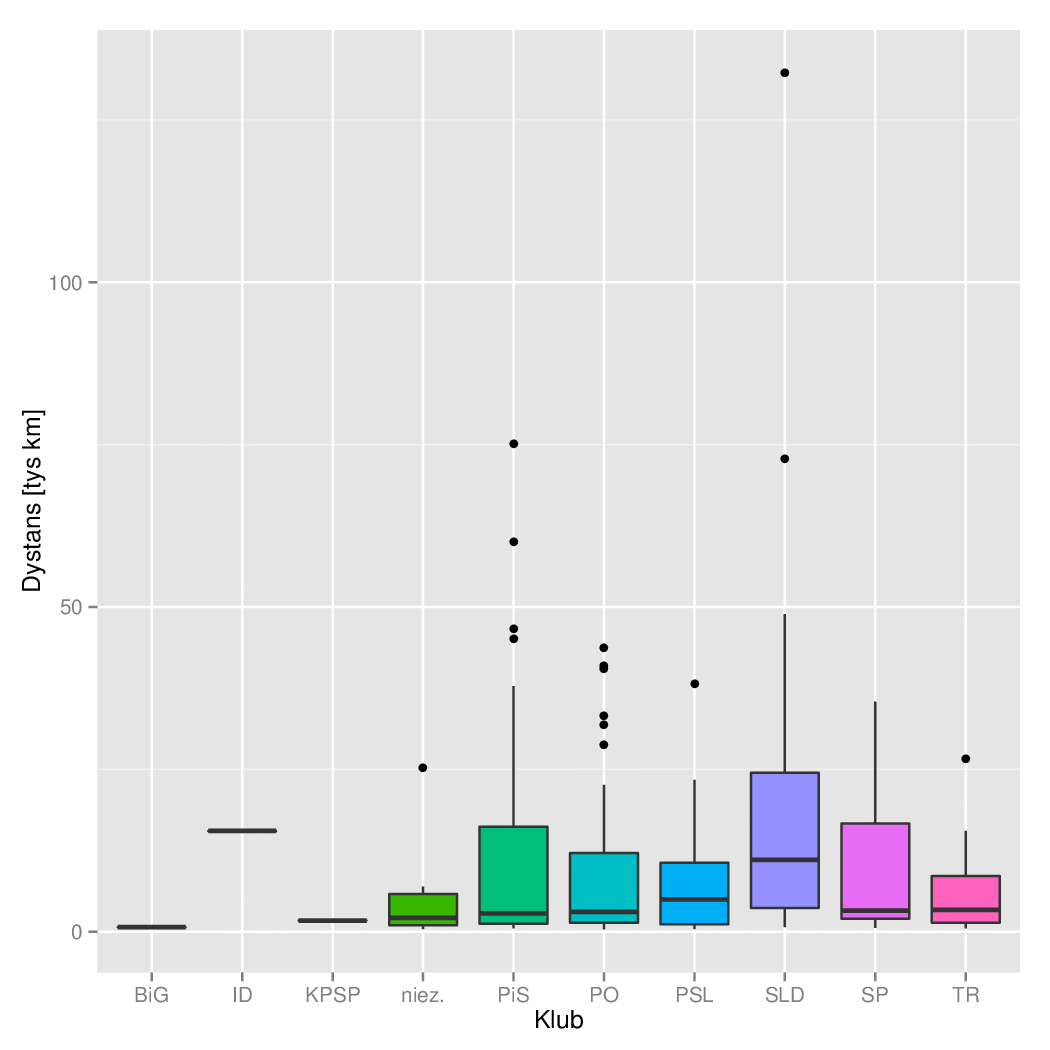 Dystans [tys km]
100
50
0
BiG ID KPSP niez. PiS PO PSL SLD SP TR
Klub